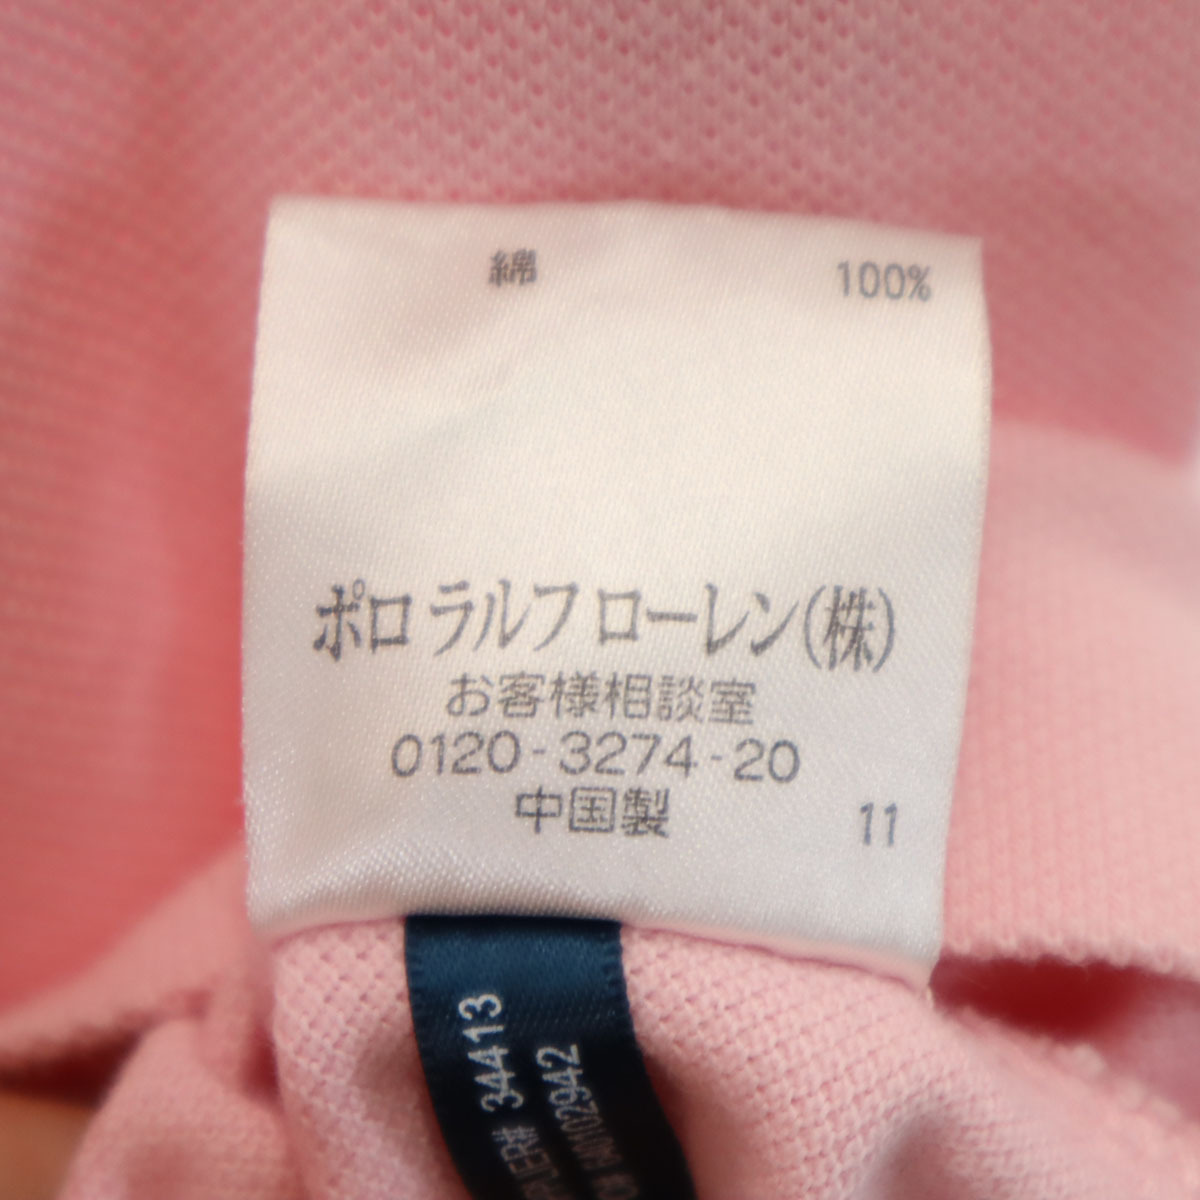 綿 100%
ポロ ラルフ ローレン(株)
お客様相談室
0120-3274-20
中国製 11
34413